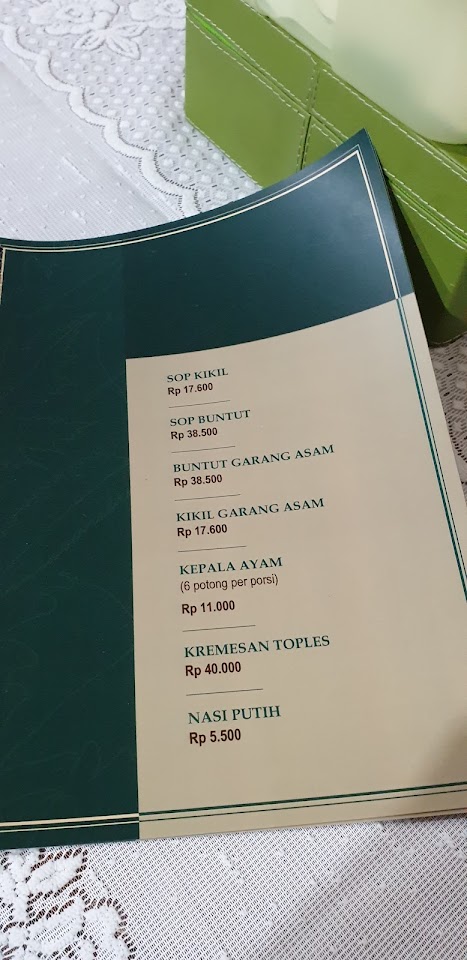 SOP KIKIL
Rp 17.600
SOP BUNTUT
Rp 38.500
BUNTUT GARANG ASAM
Rp 38.500
KIKIL GARANG ASAM
Rp 17.600
KEPALA AYAM
(6 potong per porsi)
Rp 11.000
KREMESAN TOPLES
Rp 40.000
NASI PUTIH
Rp 5.500